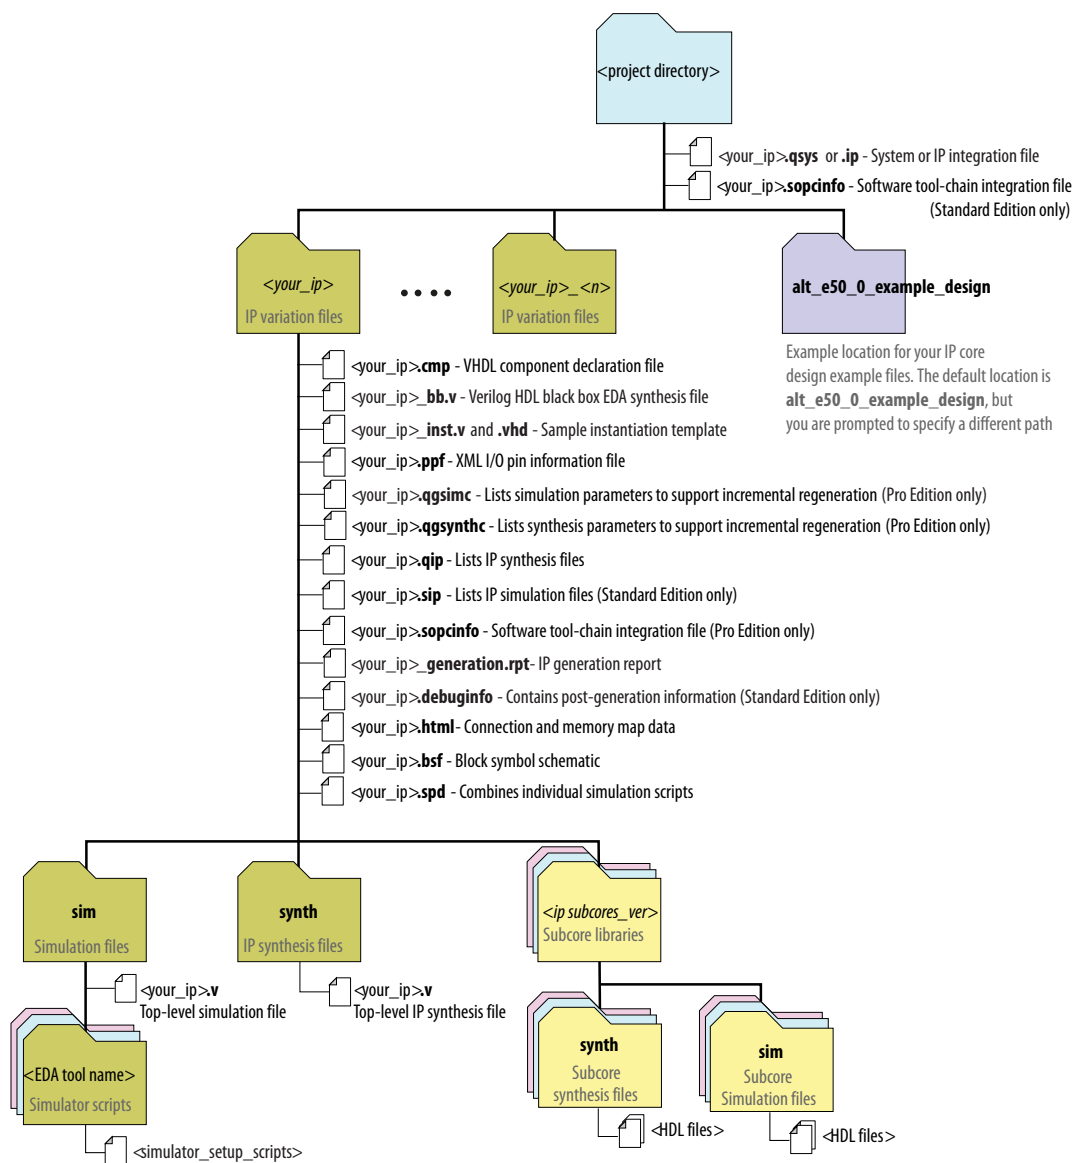 <project directory>
<your_ip>.qsys or .ip - System or IP integration file
<your_ip>.sopcinfo - Software tool-chain integration file
(Standard Edition only)
<your_ip>
IP variation files
<your_ip>_<n>
IP variation files
alt_e50_0_example_design
Example location for your IP core
design example files. The default location is
alt_e50_0_example_design, but
you are prompted to specify a different path
<your_ip>.cmp - VHDL component declaration file
<your_ip>_bb.v - Verilog HDL black box EDA synthesis file
<your_ip>_inst.v and .vhd - Sample instantiation template
<your_ip>.ppf - XML I/O pin information file
<your_ip>.qgsimc - Lists simulation parameters to support incremental regeneration (Pro Edition only)
<your_ip>.qgsynthc - Lists synthesis parameters to support incremental regeneration (Pro Edition only)
<your_ip>.qip - Lists IP synthesis files
<your_ip>.sip - Lists IP simulation files (Standard Edition only)
<your_ip>.sopcinfo - Software tool-chain integration file (Pro Edition only)
<your_ip>_generation.rpt- IP generation report
<your_ip>.debuginfo - Contains post-generation information (Standard Edition only)
<your_ip>.html- Connection and memory map data
<your_ip>.bsf - Block symbol schematic
<your_ip>.spd - Combines individual simulation scripts
sim
Simulation files
synth
IP synthesis files
<ip subcores_ver>
Subcore libraries
<your_ip>.v
Top-level simulation file
<your_ip>.v
Top-level IP synthesis file
<EDA tool name>
Simulator scripts
synth
Subcore
synthesis files
sim
Subcore
Simulation files
<HDL files>
<HDL files>
<simulator_setup_scripts>